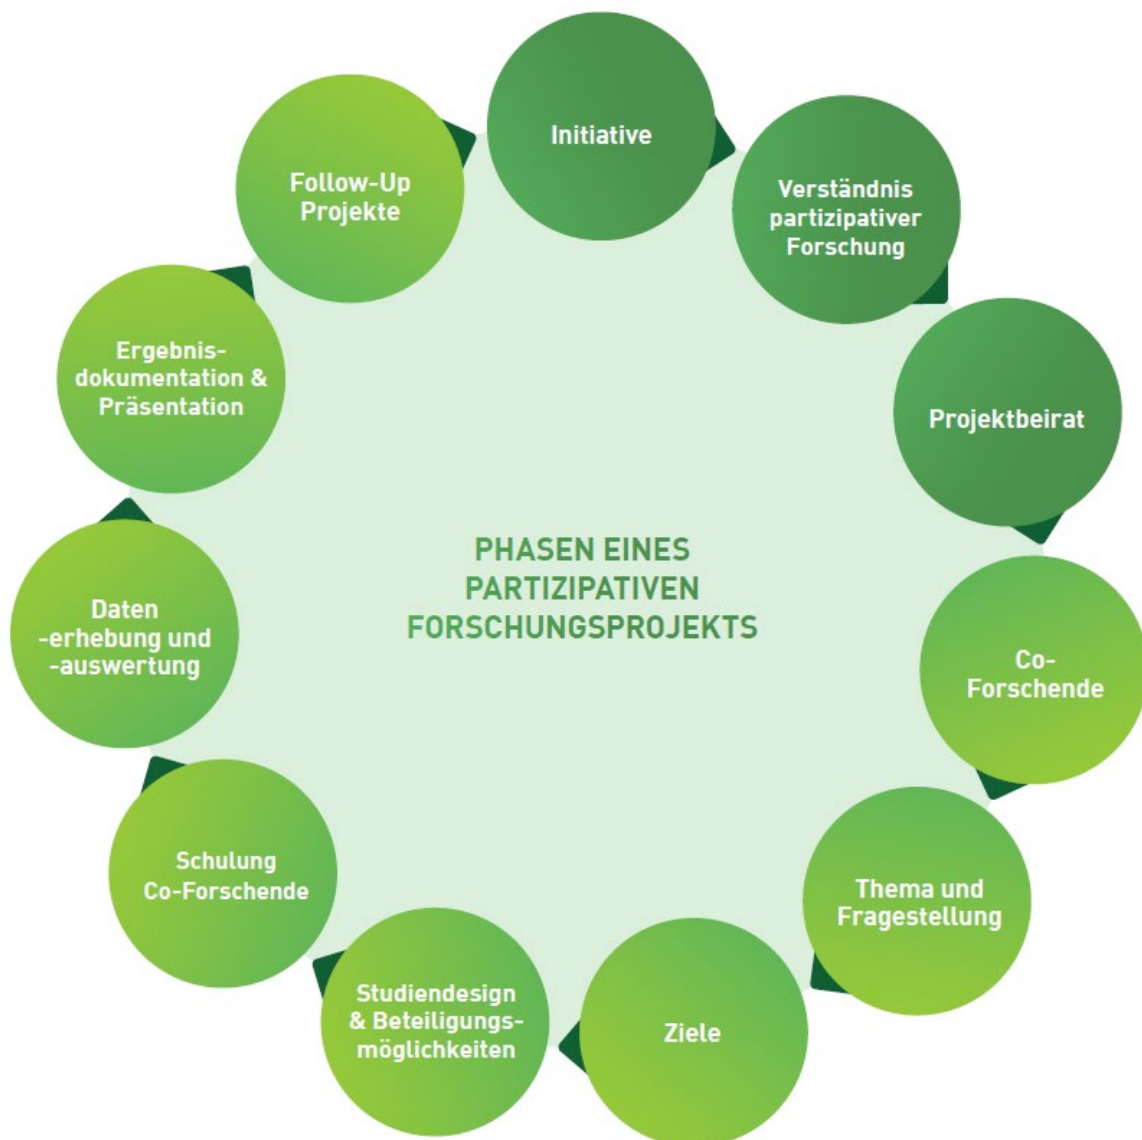 Initiative
Verständnis
partizipativer
Forschung
Projektbeirat
Co-
Forschende
Thema und
Fragestellung
Ziele
Studiendesign
& Beteiligungs-
möglichkeiten
Schulung
Co-Forschende
Daten
-erhebung und
-auswertung
Ergebnis-
dokumentation &
Präsentation
Follow-Up
Projekte
PHASEN EINES
PARTIZIPATIVEN
FORSCHUNGSPROJEKTS